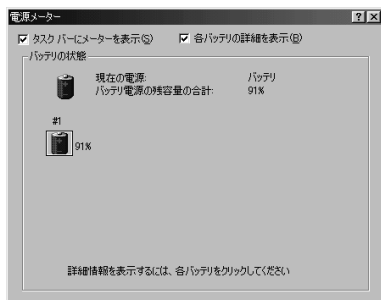 電源メーター
タスク バーにメーターを表示(S) 各バッテリの詳細を表示(B)
バッテリの状態
現在の電源: バッテリ
バッテリ電源の残容量の合計: 91%
#1
91%
詳細情報を表示するには、各バッテリをクリックしてください